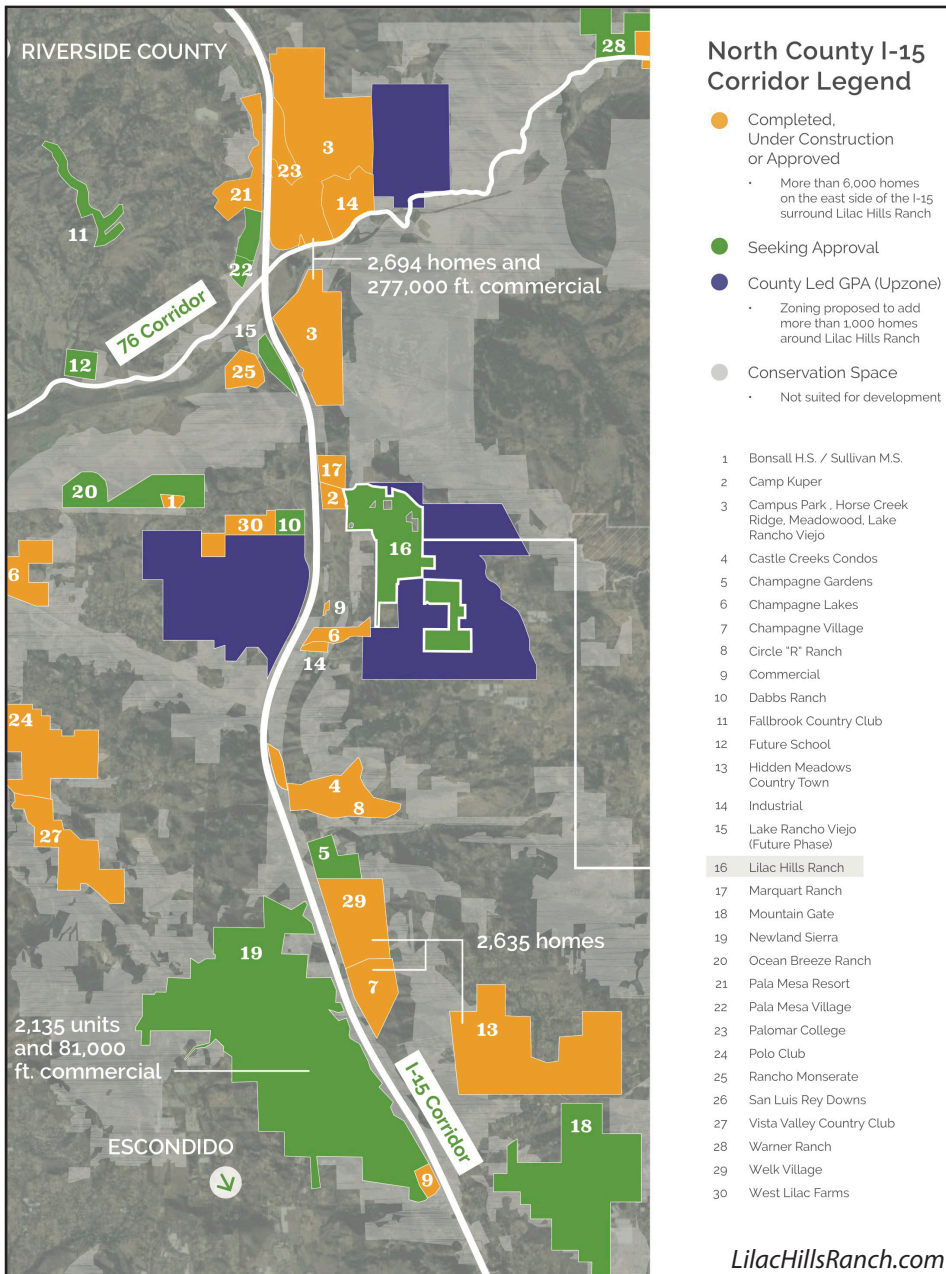 RIVERSIDE COUNTY
28
3
23
21
14
11
22
2,694 homes and
277,000 ft. commercial
76 Corridor
15
3
12
25
17
20
1
2
30
10
16
6
9
6
14
24
4
8
27
5
29
19
2,635 homes
7
13
2,135 units
and 81,000
ft. commercial
I-15 Corridor
18
ESCONDIDO
9
North County I-15
Corridor Legend
Completed,
Under Construction
or Approved
• More than 6,000 homes
on the east side of the I-15
surround Lilac Hills Ranch
Seeking Approval
County Led GPA (Upzone)
• Zoning proposed to add
more than 1,000 homes
around Lilac Hills Ranch
Conservation Space
• Not suited for development
1 Bonsall H.S. / Sullivan M.S.
2 Camp Kuper
3 Campus Park , Horse Creek
Ridge, Meadowood, Lake
Rancho Viejo
4 Castle Creeks Condos
5 Champagne Gardens
6 Champagne Lakes
7 Champagne Village
8 Circle "R" Ranch
9 Commercial
10 Dabbs Ranch
11 Fallbrook Country Club
12 Future School
13 Hidden Meadows
Country Town
14 Industrial
15 Lake Rancho Viejo
(Future Phase)
16 Lilac Hills Ranch
17 Marquart Ranch
18 Mountain Gate
19 Newland Sierra
20 Ocean Breeze Ranch
21 Pala Mesa Resort
22 Pala Mesa Village
23 Palomar College
24 Polo Club
25 Rancho Monserate
26 San Luis Rey Downs
27 Vista Valley Country Club
28 Warner Ranch
29 Welk Village
30 West Lilac Farms
LilacHillsRanch.com